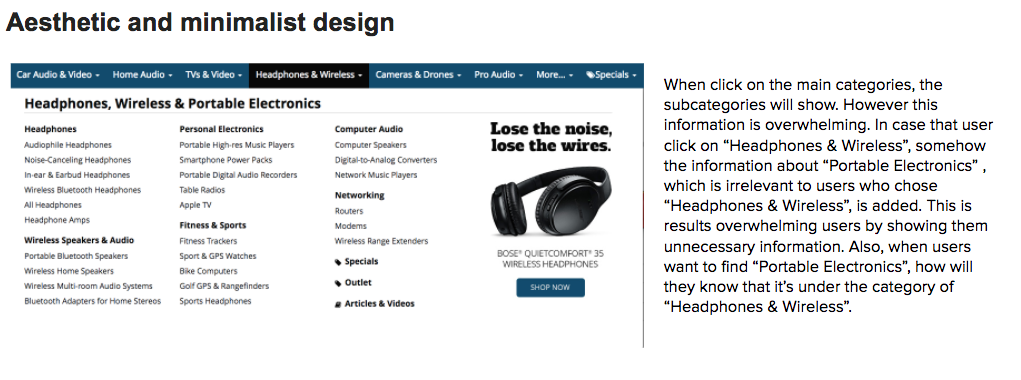 Aesthetic and minimalist design
Car Audio & Video
Home Audio
TVs & Video
Headphones & Wireless
Cameras & Drones
Pro Audio
More...
Specials
Headphones, Wireless & Portable Electronics
Headphones
Audiophile Headphones
Noise-Canceling Headphones
In-ear & Earbud Headphones
Wireless Bluetooth Headphones
All Headphones
Headphone Amps
Wireless Speakers & Audio
Portable Bluetooth Speakers
Wireless Home Speakers
Wireless Multi-room Audio Systems
Bluetooth Adapters for Home Stereos
Personal Electronics
Portable High-res Music Players
Smartphone Power Packs
Portable Digital Audio Recorders
Table Radios
Apple TV
Fitness & Sports
Fitness Trackers
Sport & GPS Watches
Bike Computers
Golf GPS & Rangefinders
Sports Headphones
Computer Audio
Computer Speakers
Digital-to-Analog Converters
Network Music Players
Networking
Routers
Modems
Wireless Range Extenders
Specials
Outlet
Articles & Videos
Lose the noise,
lose the wires.
BOSE® QUIETCOMFORT® 35
WIRELESS HEADPHONES
SHOP NOW
When click on the main categories, the
subcategories will show. However this
information is overwhelming. In case that user
click on “Headphones & Wireless”, somehow
the information about “Portable Electronics” ,
which is irrelevant to users who chose
“Headphones & Wireless”, is added. This is
results overwhelming users by showing them
unnecessary information. Also, when users
want to find “Portable Electronics”, how will
they know that it’s under the category of
“Headphones & Wireless”.